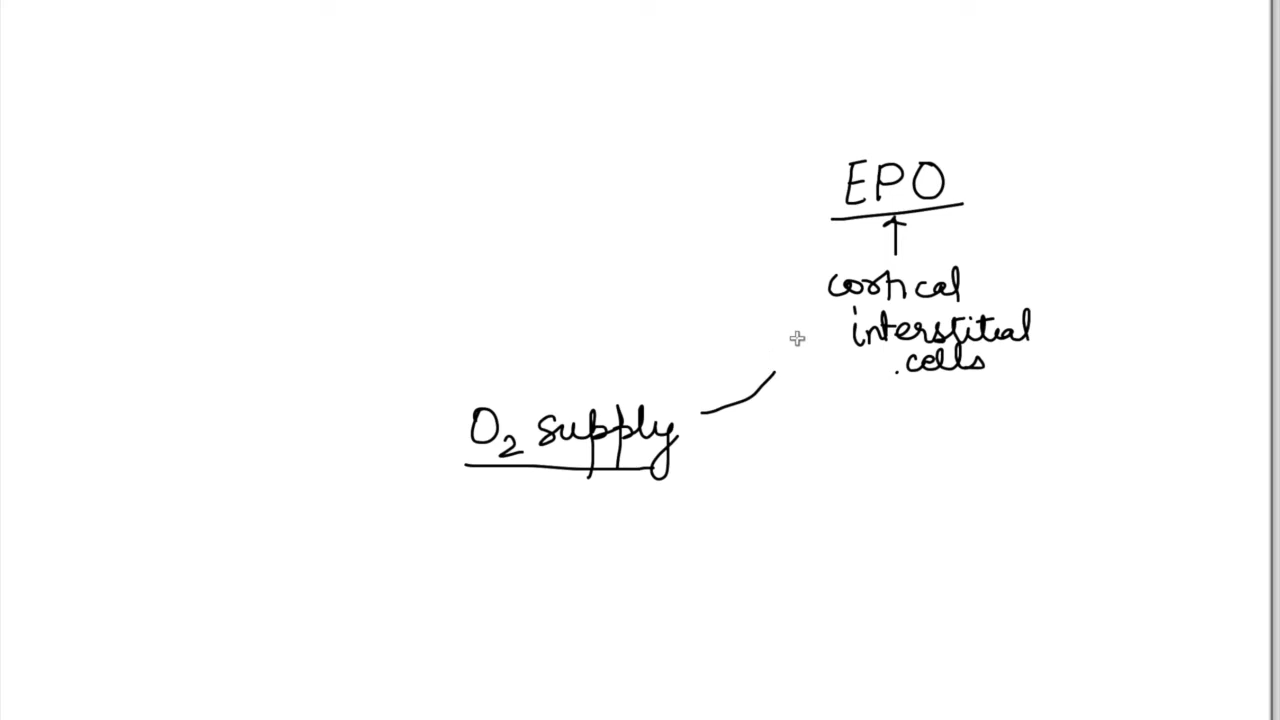 EPO
cortical
interstitial
cells
O2 supply